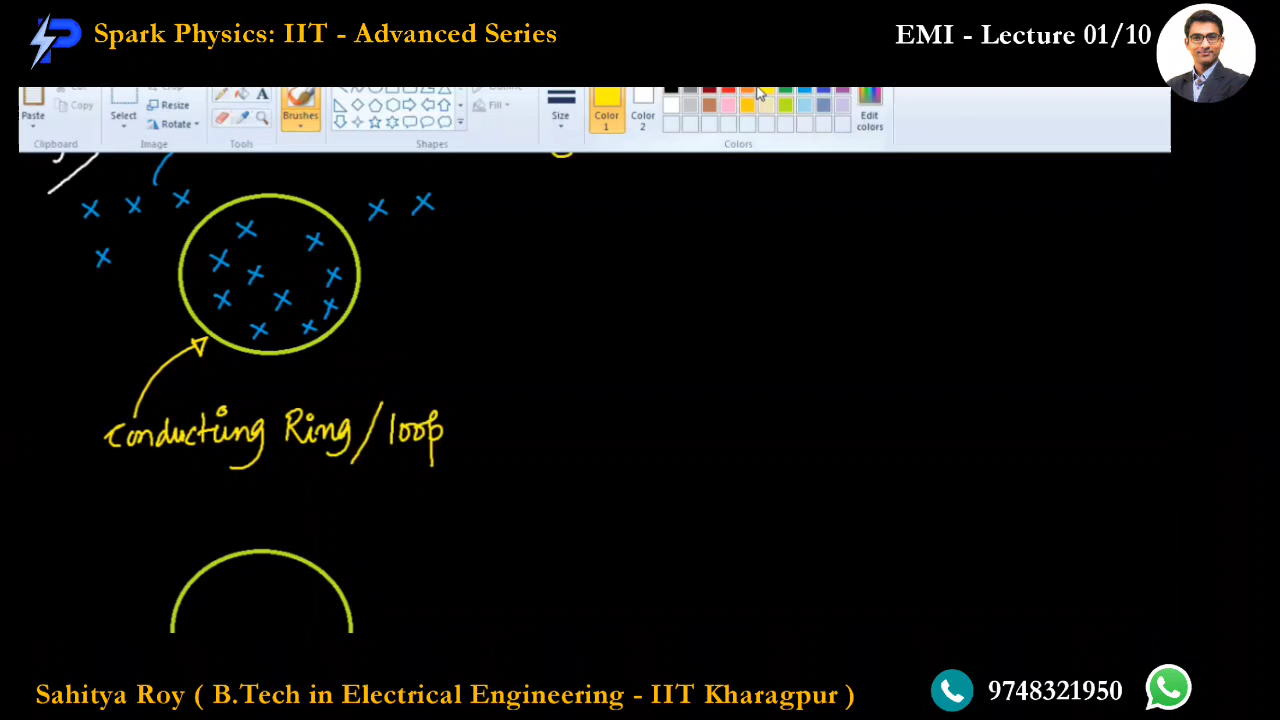 Spark Physics: IIT - Advanced Series
EMI - Lecture 01/10
Paste
Copy
Select
Resize
Rotate
Brushes
Fill
Size
Color 1
Color 2
Edit colors
Clipboard
Image
Tools
A
Shapes
Colors
Conducting Ring/loop
Sahitya Roy ( B.Tech in Electrical Engineering - IIT Kharagpur )
9748321950